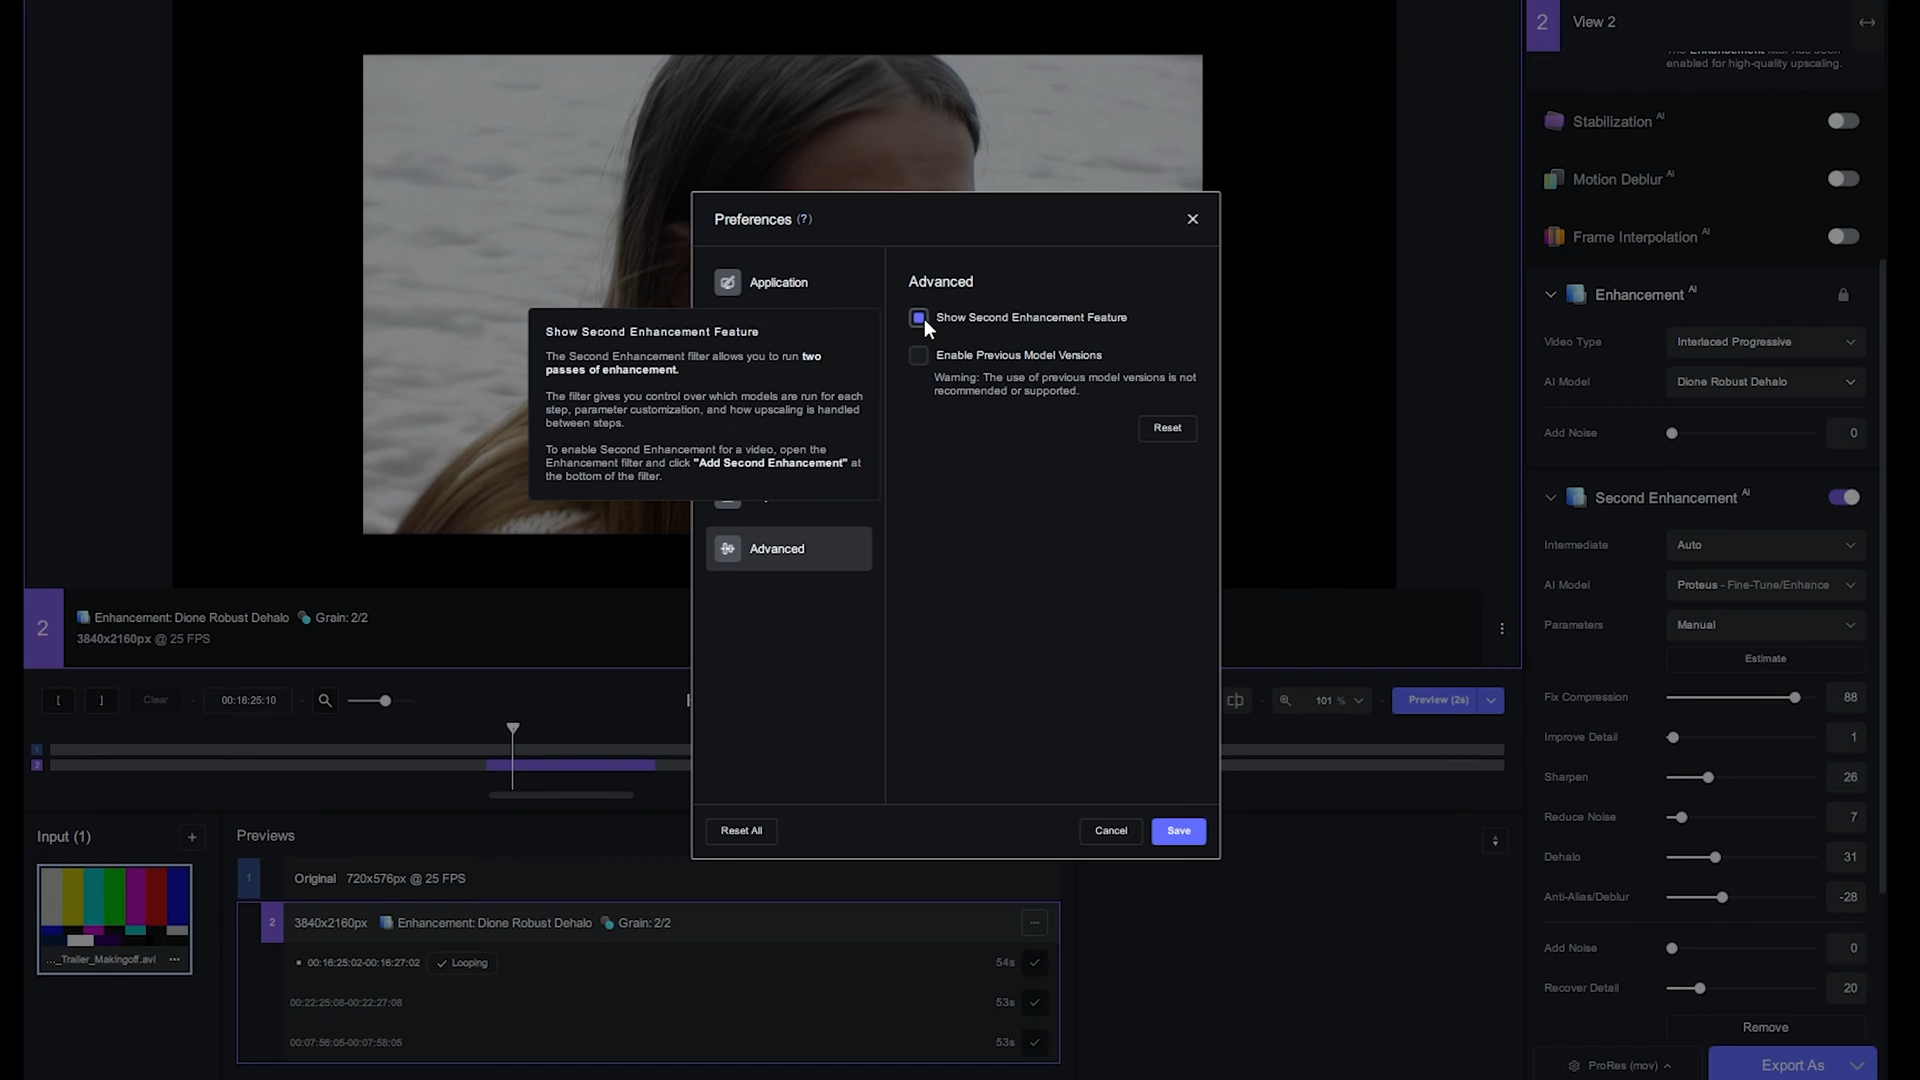 2
View 2
enabled for high-quality upscaling.
Stabilization AI
Motion Deblur AI
Preferences (?)
Frame Interpolation AI
Application
Advanced
Enhancement AI
Show Second Enhancement Feature
Show Second Enhancement Feature
The Second Enhancement filter allows you to run two
passes of enhancement.
The filter gives you control over which models are run for each
step, parameter customization, and how upscaling is handled
between steps.
To enable Second Enhancement for a video, open the
Enhancement filter and click "Add Second Enhancement" at
the bottom of the filter.
Enable Previous Model Versions
Warning: The use of previous model versions is not
recommended or supported.
Reset
Advanced
Reset All
Cancel
Save
Video Type
Interlaced Progressive
AI Model
Dione Robust Dehalo
Add Noise
0
Second Enhancement AI
Intermediate
Auto
AI Model
Proteus - Fine-Tune/Enhance
Parameters
Manual
Estimate
Fix Compression
88
Improve Detail
1
Sharpen
26
Reduce Noise
7
Dehalo
31
Anti-Alias/Deblur
-28
Add Noise
0
Recover Detail
20
Remove
ProRes (mov)
Export As
2
Enhancement: Dione Robust Dehalo Grain: 2/2
3840x2160px @ 25 FPS
[ ] Clear 00:16:25:10
101 %
Preview (2s)
1
2
Input (1)
+
..._Trailer_Makingoff.avi ...
Previews
1 Original 720x576px @ 25 FPS
2 3840x2160px Enhancement: Dione Robust Dehalo Grain: 2/2
00:16:25:02-00:16:27:02 Looping 54s
00:22:25:08-00:22:27:08 53s
00:07:56:05-00:07:58:05 53s